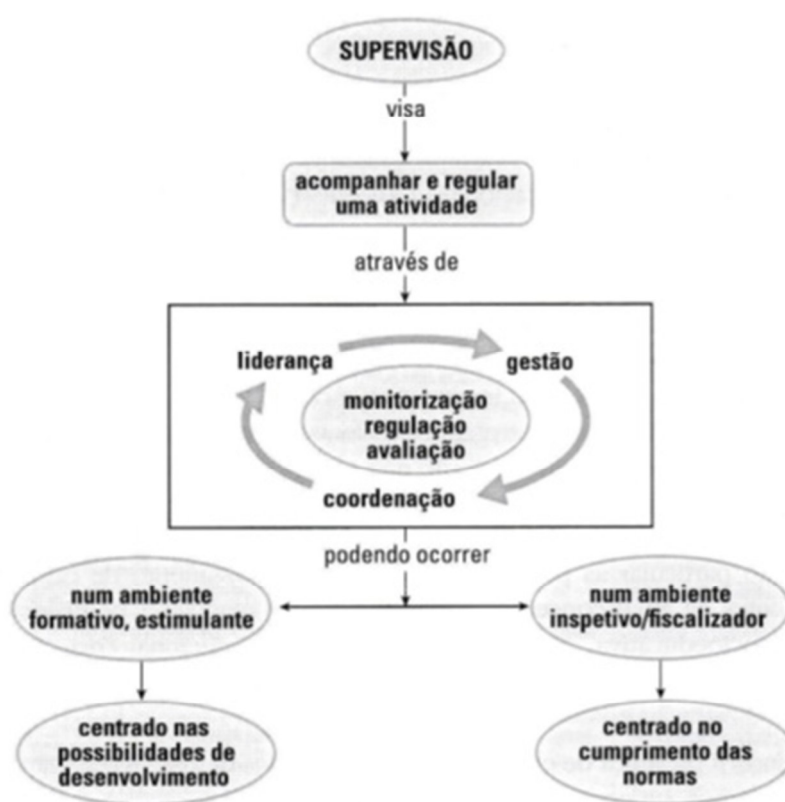 SUPERVISÃO
visa
acompanhar e regular
uma atividade
através de
liderança
gestão
monitorização
regulação
avaliação
coordenação
podendo ocorrer
num ambiente
formativo, estimulante
num ambiente
inspetivo/fiscalizador
centrado nas
possibilidades de
desenvolvimento
centrado no
cumprimento das
normas